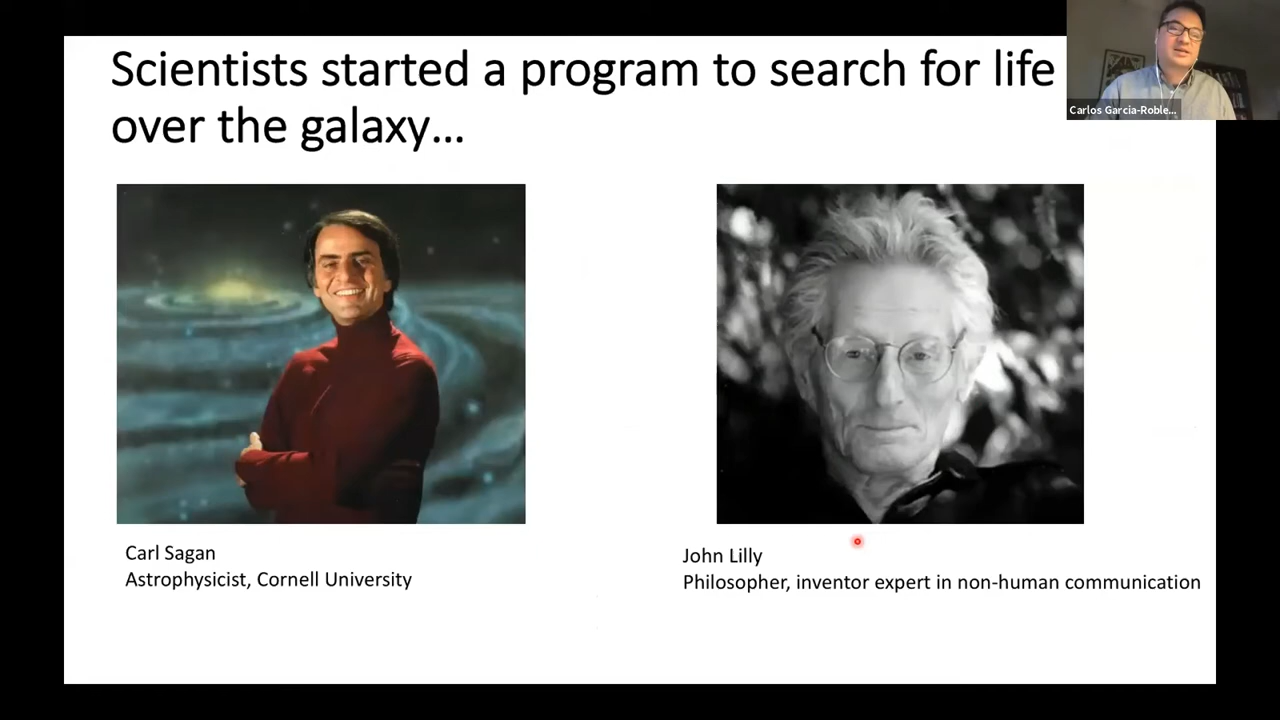 Scientists started a program to search for life
over the galaxy...
Carlos Garcia-Roble...
Carl Sagan
Astrophysicist, Cornell University
John Lilly
Philosopher, inventor expert in non-human communication